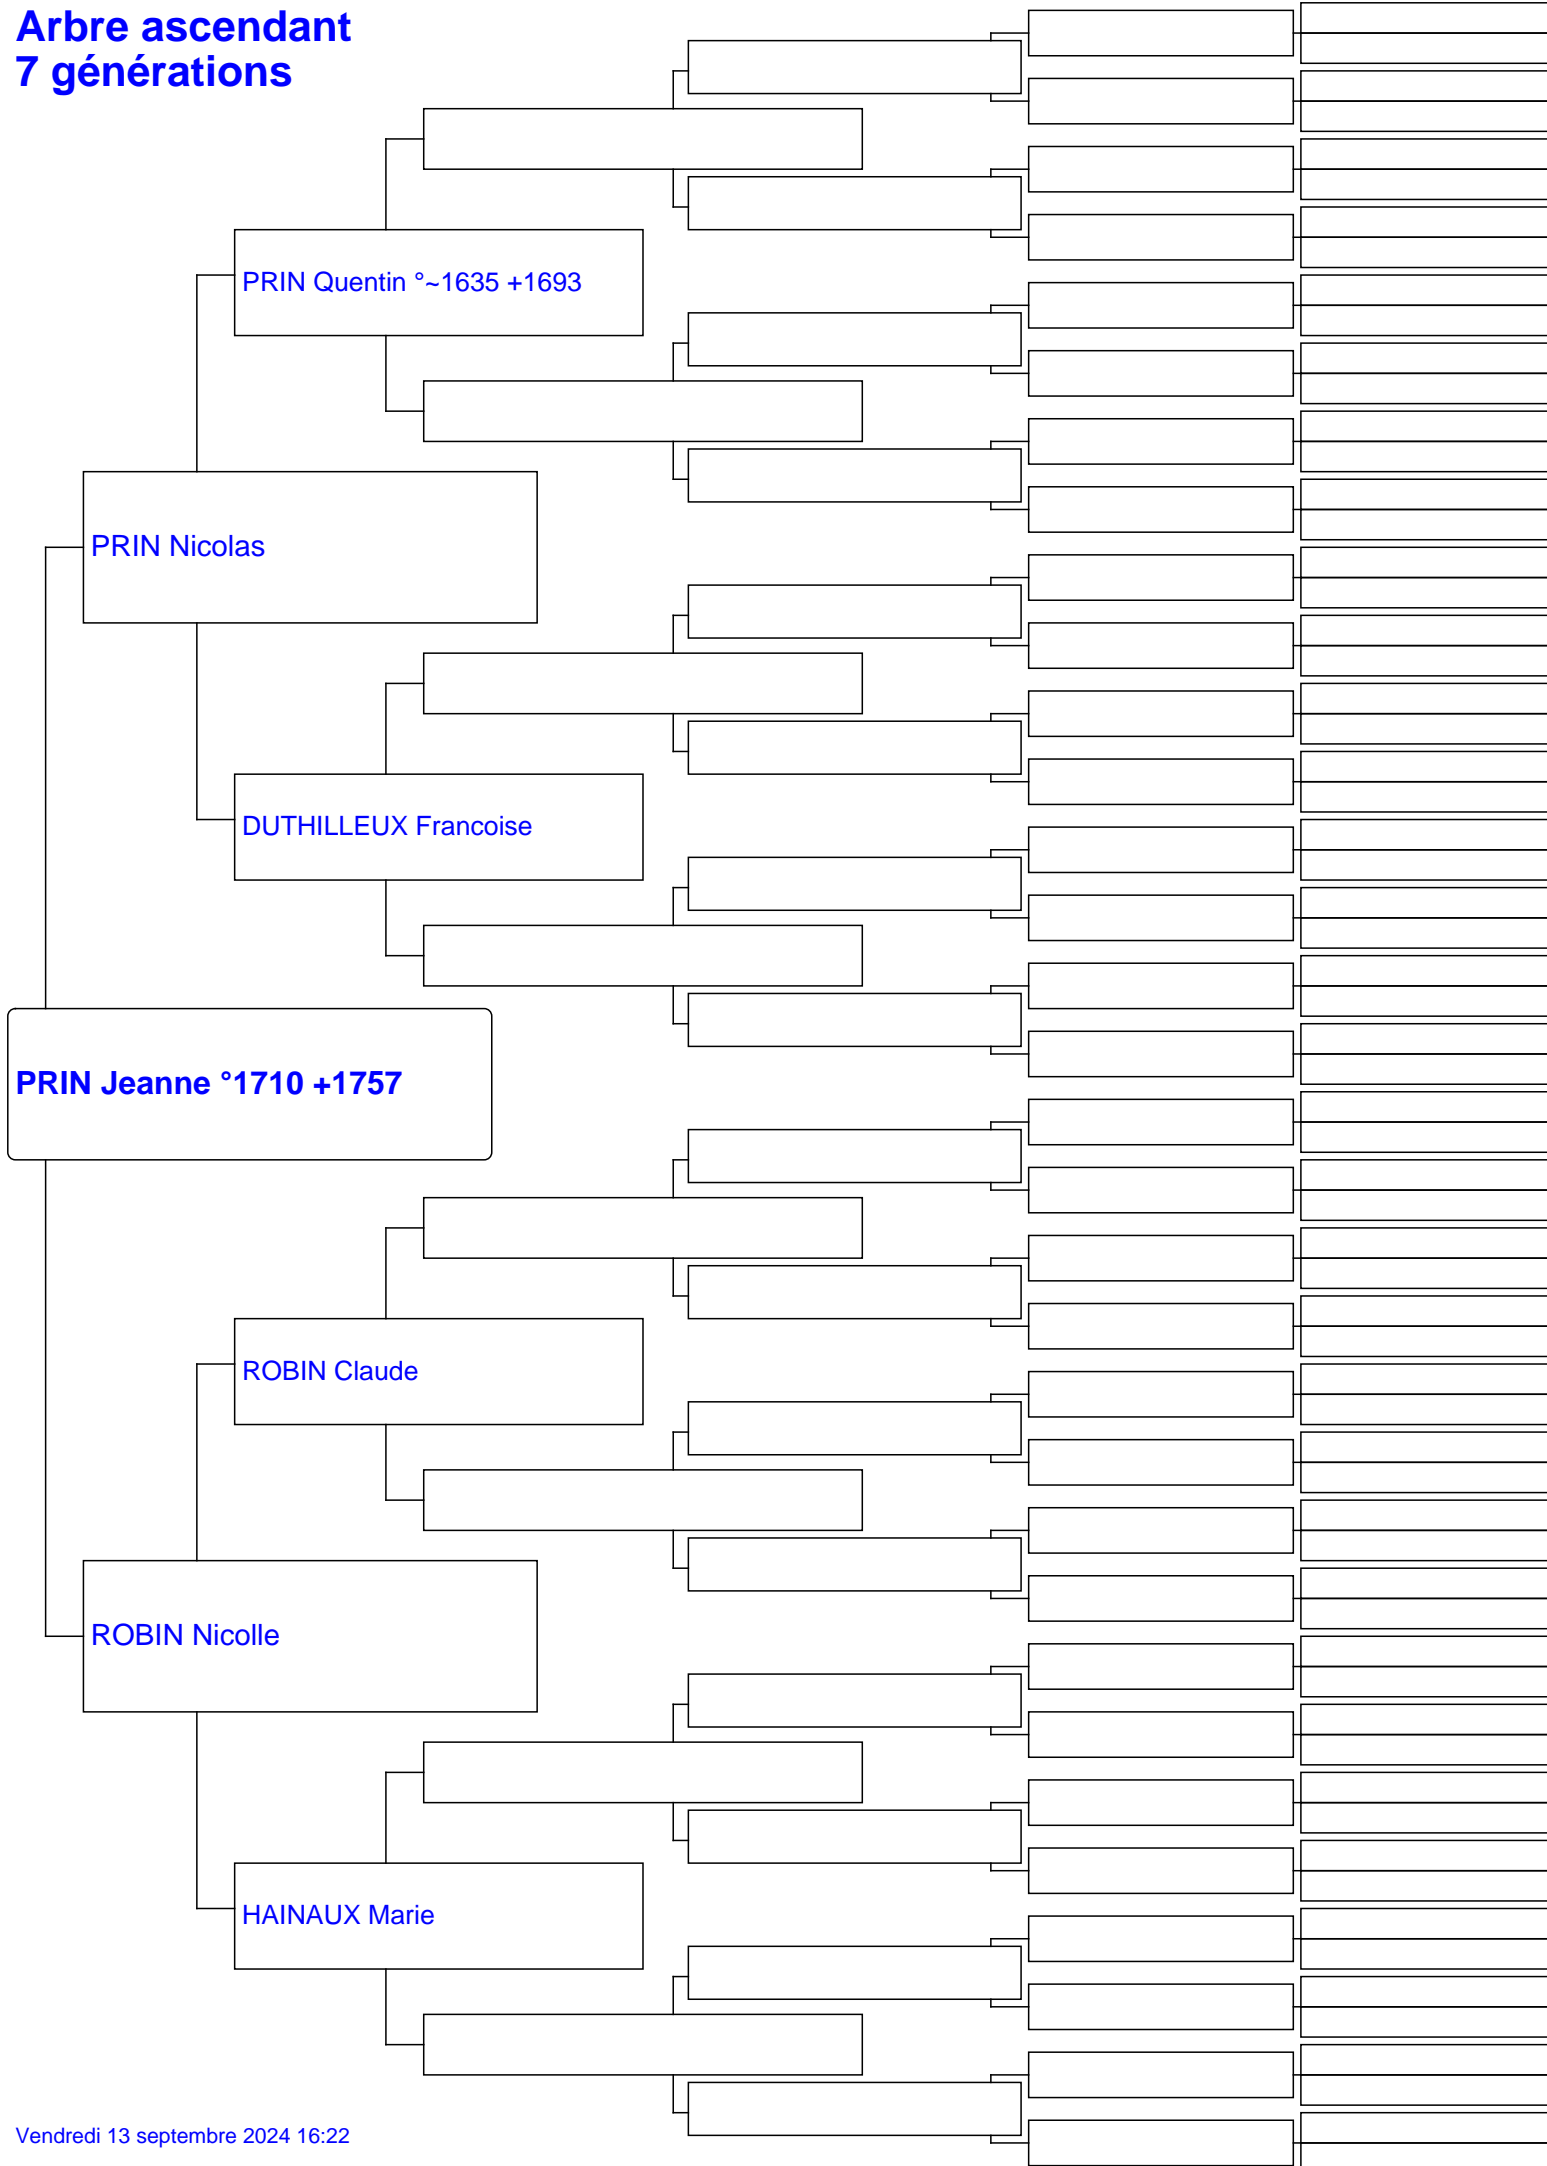 Arbre ascendant
7 générations
PRIN Quentin °~1635 +1693
PRIN Nicolas
DUTHILLEUX Francoise
PRIN Jeanne °1710 +1757
ROBIN Claude
ROBIN Nicolle
HAINAUX Marie
Vendredi 13 septembre 2024 16:22